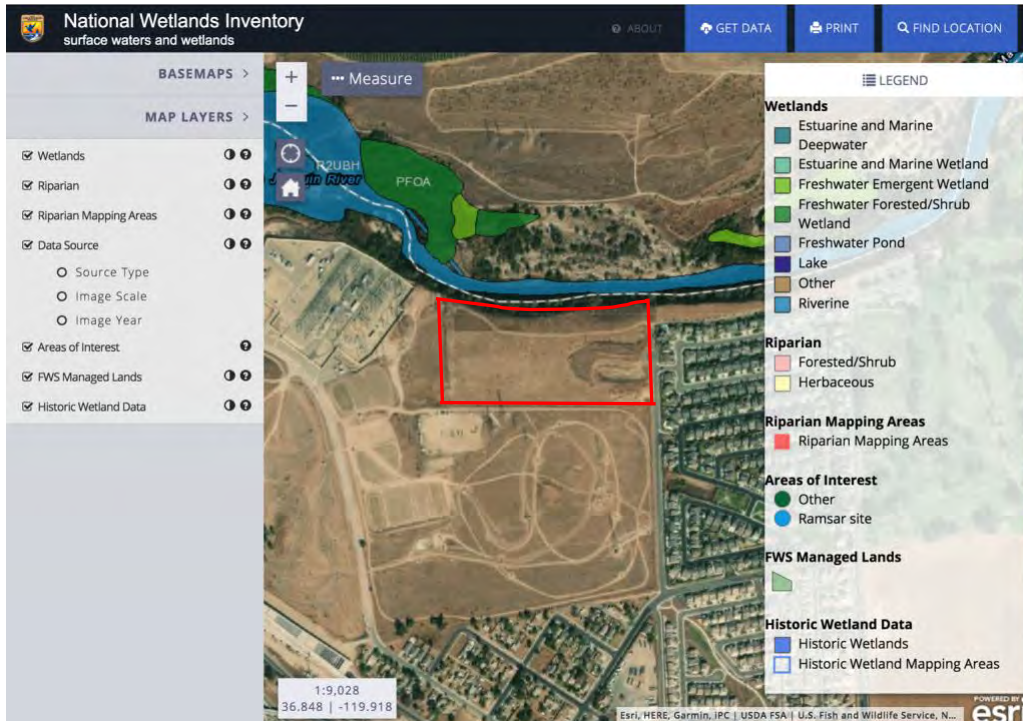 National Wetlands Inventory
surface waters and wetlands
ABOUT
GET DATA
PRINT
FIND LOCATION
BASEMAPS >
MAP LAYERS >
Wetlands
Riparian
Riparian Mapping Areas
Data Source
Source Type
Image Scale
Image Year
Areas of Interest
FWS Managed Lands
Historic Wetland Data
+
Measure
−
R2UBH
River
PFOA
LEGEND
Wetlands
Estuarine and Marine
Deepwater
Estuarine and Marine Wetland
Freshwater Emergent Wetland
Freshwater Forested/Shrub
Wetland
Freshwater Pond
Lake
Other
Riverine
Riparian
Forested/Shrub
Herbaceous
Riparian Mapping Areas
Riparian Mapping Areas
Areas of Interest
Other
Ramsar site
FWS Managed Lands
Historic Wetland Data
Historic Wetlands
Historic Wetland Mapping Areas
1:9,028
36.848 | -119.918
Esri, HERE, Garmin, iPC | USDA FSA | U.S. Fish and Wildlife Service, N...
POWERED BY
esri